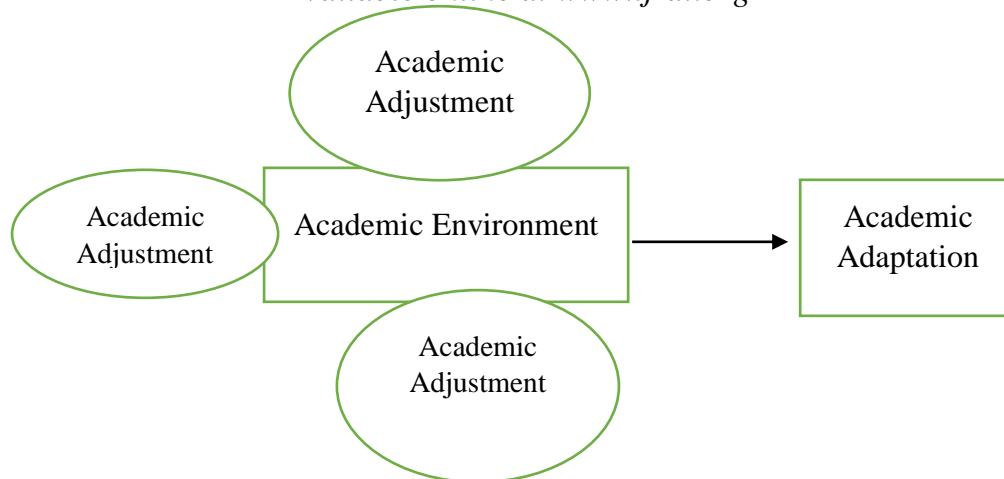 Academic
Adjustment
Academic
Adjustment
Academic Environment
Academic
Adaptation
Academic
Adjustment